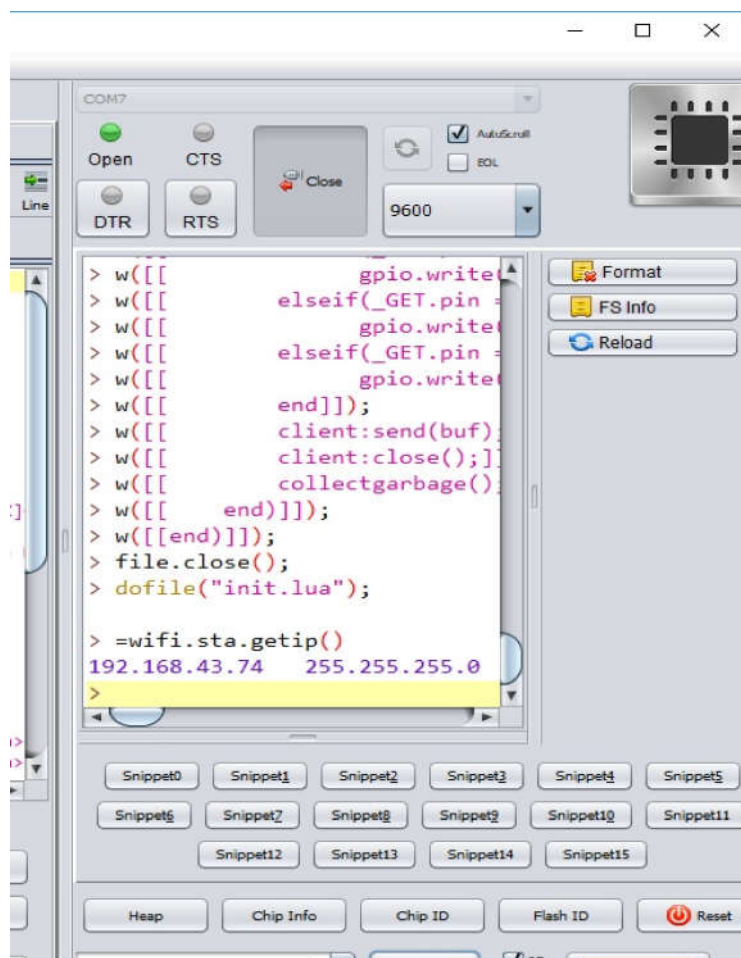 COM7
Open
CTS
Close
AutoScroll
EOL
Line
DTR
RTS
9600
> w([[ gpio.write(
> w([[ elseif(_GET.pin =
> w([[ gpio.write(
> w([[ elseif(_GET.pin =
> w([[ gpio.write(
> w([[ end]]);
> w([[ client:send(buf);
> w([[ client:close();]]
> w([[ collectgarbage();
> w([[ end)]]);
> w([[end)]]);
> file.close();
> dofile("init.lua");
> =wifi.sta.getip()
192.168.43.74 255.255.255.0
>
Format
FS Info
Reload
Snippet0 Snippet1 Snippet2 Snippet3 Snippet4 Snippet5
Snippet6 Snippet7 Snippet8 Snippet9 Snippet10 Snippet11
Snippet12 Snippet13 Snippet14 Snippet15
Heap Chip Info Chip ID Flash ID Reset